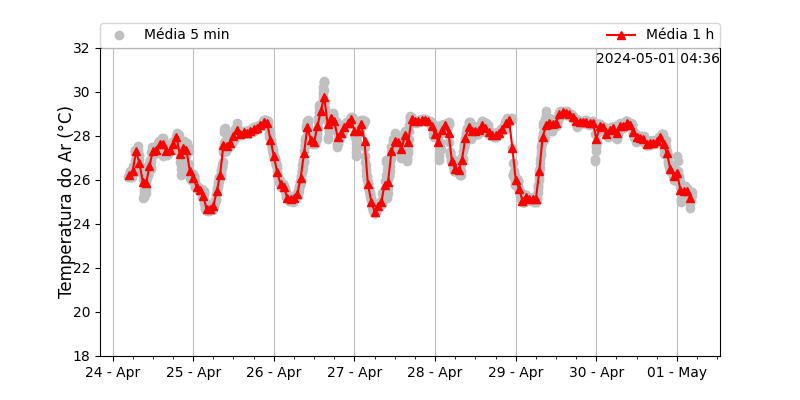 Média 5 min
Média 1 h
2024-05-01 04:36
Temperatura do Ar (°C)
32
30
28
26
24
22
20
18
24 - Apr
25 - Apr
26 - Apr
27 - Apr
28 - Apr
29 - Apr
30 - Apr
01 - May